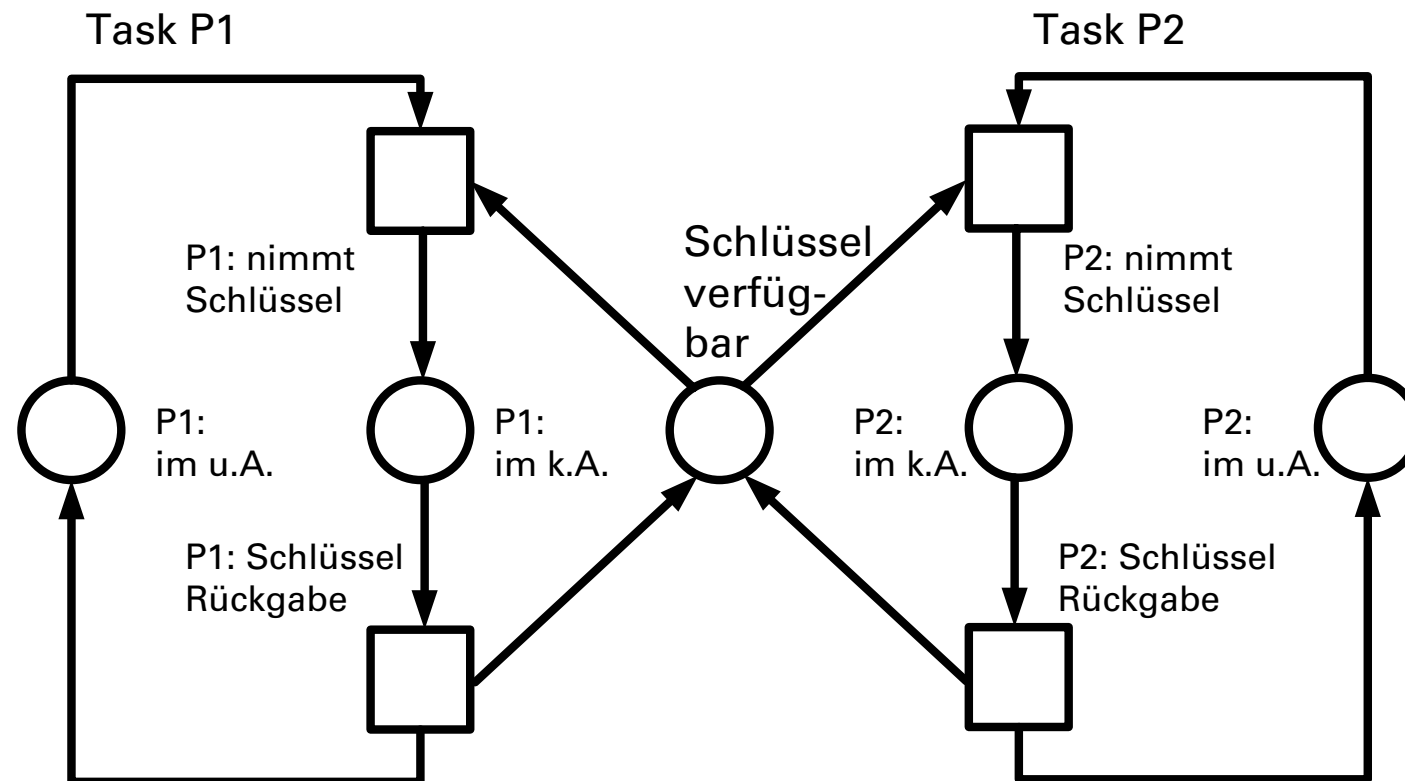 Task P1
Task P2
P1: nimmt
Schlüssel
Schlüssel
verfüg-
bar
P2: nimmt
Schlüssel
P1:
im u.A.
P1:
im k.A.
P2:
im k.A.
P2:
im u.A.
P1: Schlüssel
Rückgabe
P2: Schlüssel
Rückgabe